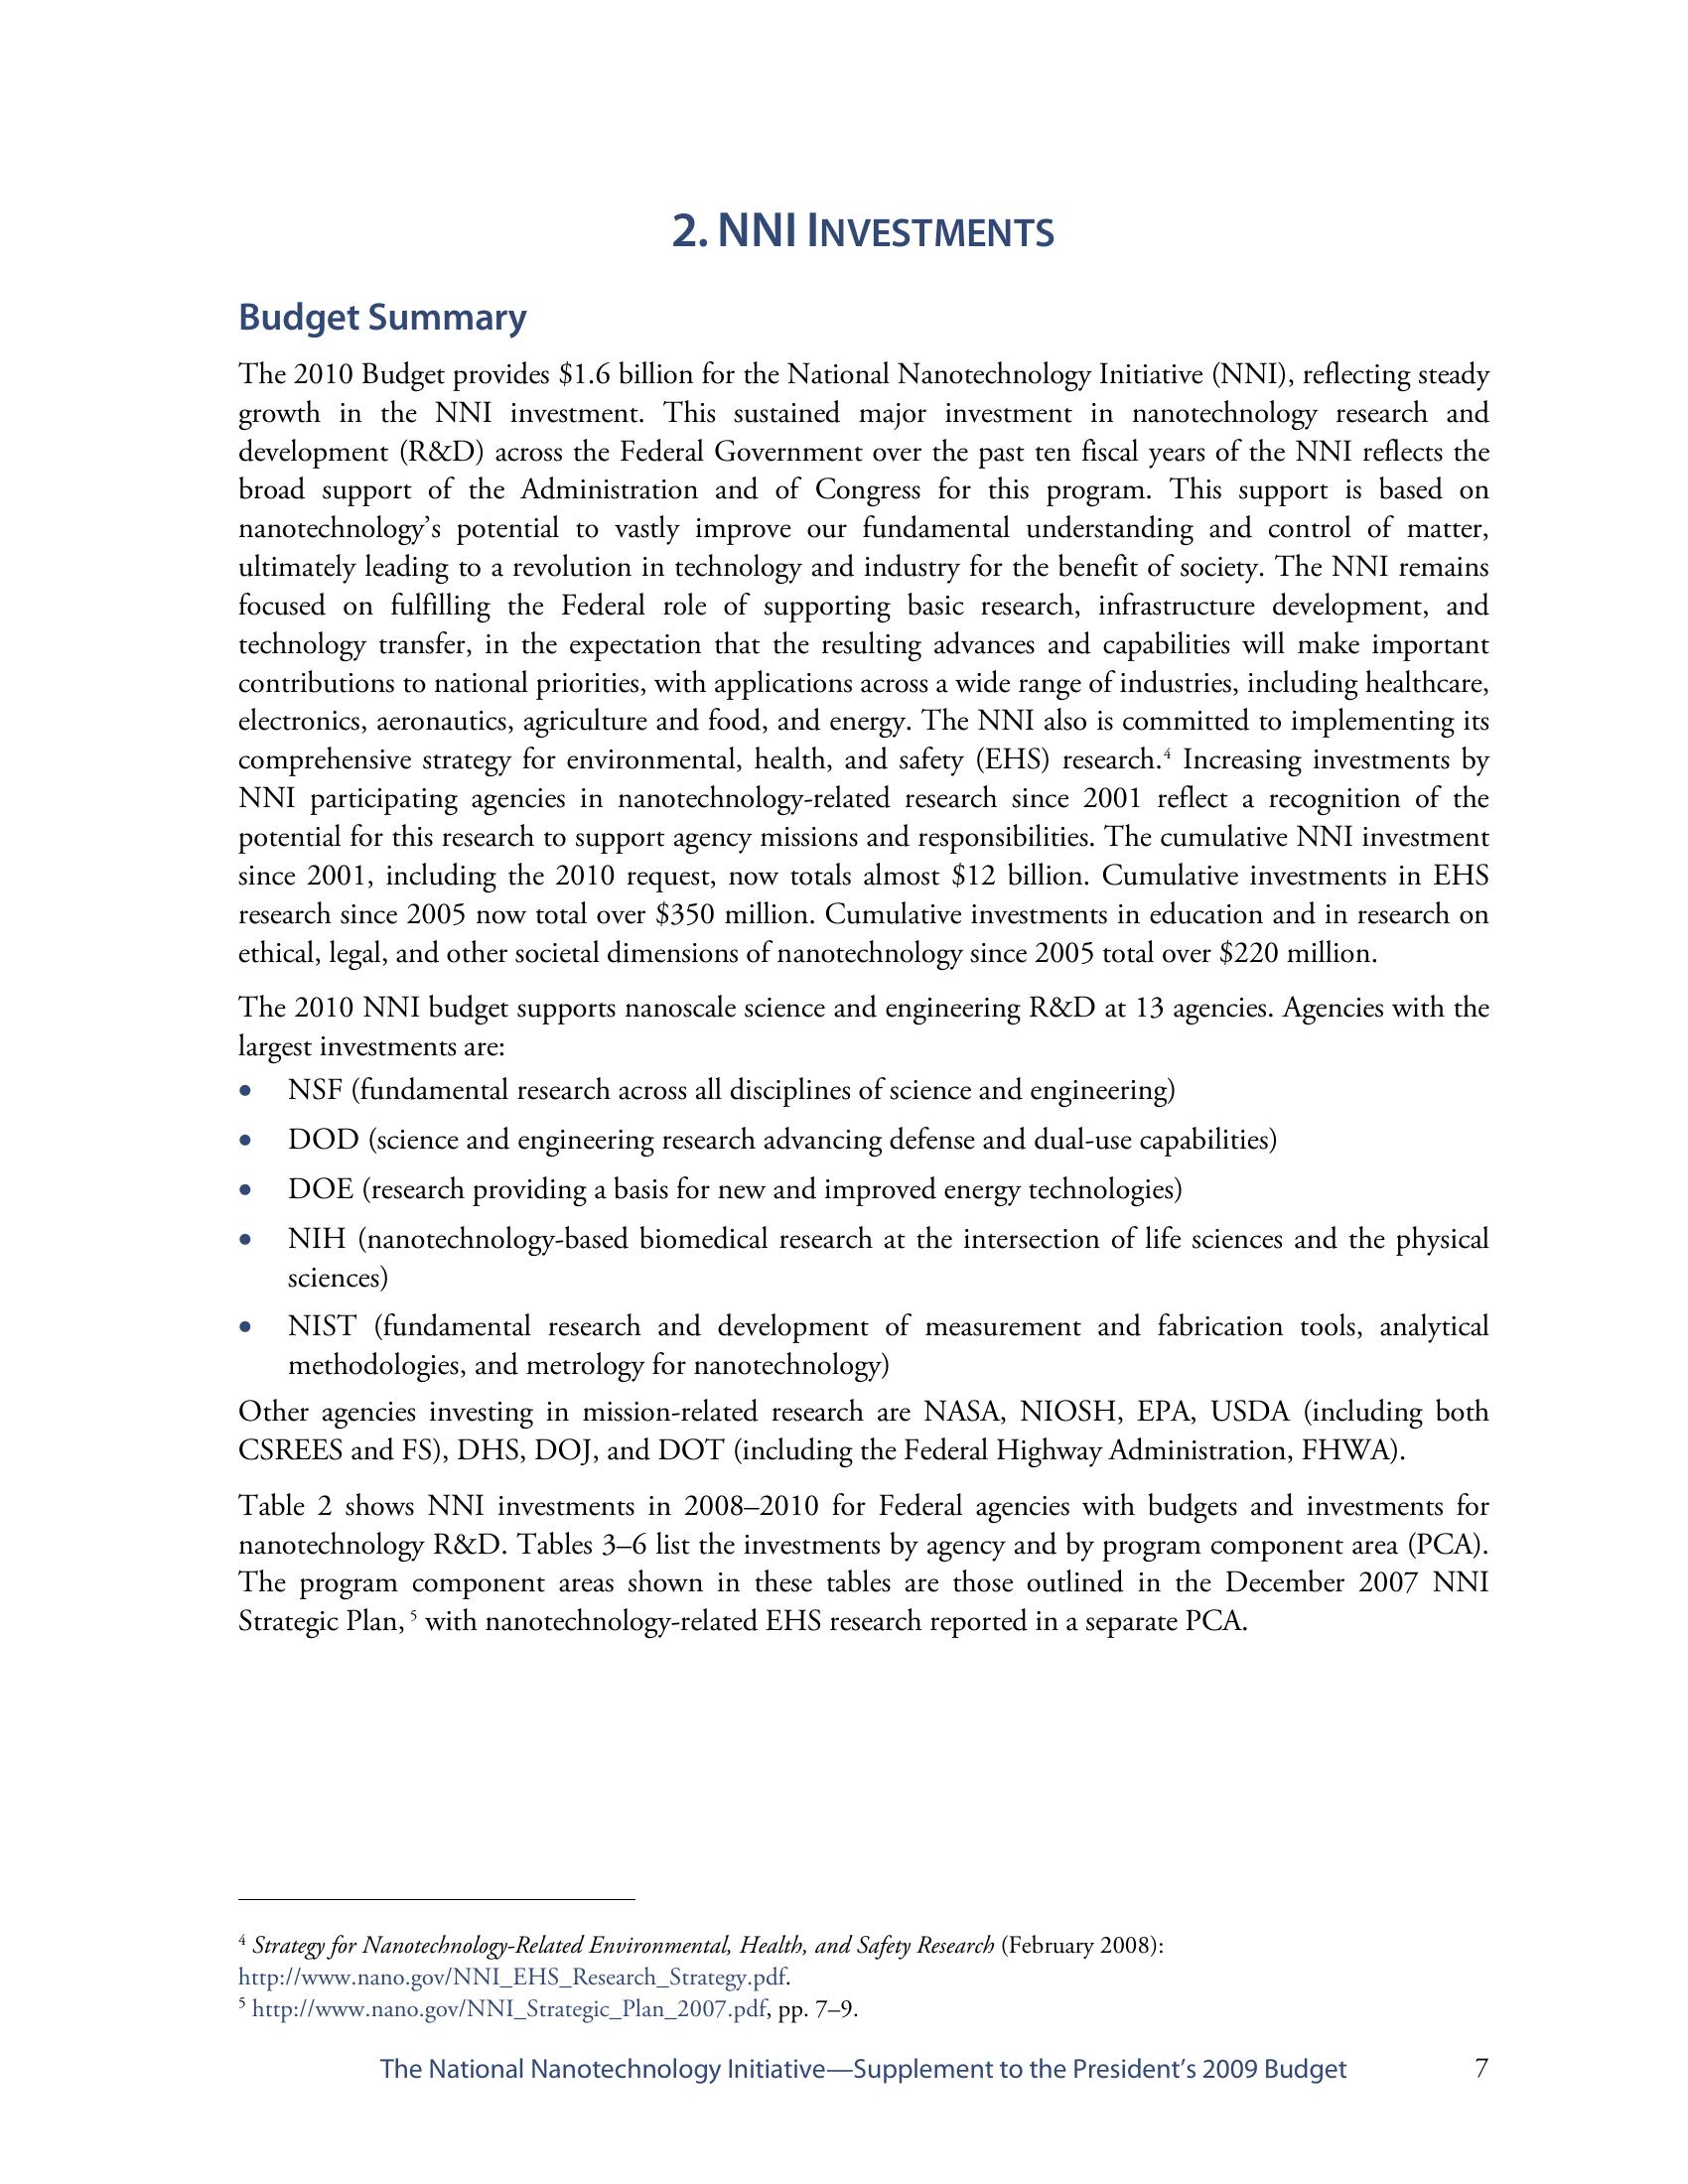 2. NNI INVESTMENTS
Budget Summary
The 2010 Budget provides $1.6 billion for the National Nanotechnology Initiative (NNI), reflecting steady
growth in the NNI investment. This sustained major investment in nanotechnology research and
development (R&D) across the Federal Government over the past ten fiscal years of the NNI reflects the
broad support of the Administration and of Congress for this program. This support is based on
nanotechnology’s potential to vastly improve our fundamental understanding and control of matter,
ultimately leading to a revolution in technology and industry for the benefit of society. The NNI remains
focused on fulfilling the Federal role of supporting basic research, infrastructure development, and
technology transfer, in the expectation that the resulting advances and capabilities will make important
contributions to national priorities, with applications across a wide range of industries, including healthcare,
electronics, aeronautics, agriculture and food, and energy. The NNI also is committed to implementing its
comprehensive strategy for environmental, health, and safety (EHS) research.4 Increasing investments by
NNI participating agencies in nanotechnology-related research since 2001 reflect a recognition of the
potential for this research to support agency missions and responsibilities. The cumulative NNI investment
since 2001, including the 2010 request, now totals almost $12 billion. Cumulative investments in EHS
research since 2005 now total over $350 million. Cumulative investments in education and in research on
ethical, legal, and other societal dimensions of nanotechnology since 2005 total over $220 million.
The 2010 NNI budget supports nanoscale science and engineering R&D at 13 agencies. Agencies with the
largest investments are:
• NSF (fundamental research across all disciplines of science and engineering)
• DOD (science and engineering research advancing defense and dual-use capabilities)
• DOE (research providing a basis for new and improved energy technologies)
• NIH (nanotechnology-based biomedical research at the intersection of life sciences and the physical
sciences)
• NIST (fundamental research and development of measurement and fabrication tools, analytical
methodologies, and metrology for nanotechnology)
Other agencies investing in mission-related research are NASA, NIOSH, EPA, USDA (including both
CSREES and FS), DHS, DOJ, and DOT (including the Federal Highway Administration, FHWA).
Table 2 shows NNI investments in 2008–2010 for Federal agencies with budgets and investments for
nanotechnology R&D. Tables 3–6 list the investments by agency and by program component area (PCA).
The program component areas shown in these tables are those outlined in the December 2007 NNI
Strategic Plan, 5 with nanotechnology-related EHS research reported in a separate PCA.
4 Strategy for Nanotechnology-Related Environmental, Health, and Safety Research (February 2008):
http://www.nano.gov/NNI_EHS_Research_Strategy.pdf.
5 http://www.nano.gov/NNI_Strategic_Plan_2007.pdf, pp. 7–9.
The National Nanotechnology Initiative—Supplement to the President’s 2009 Budget 7